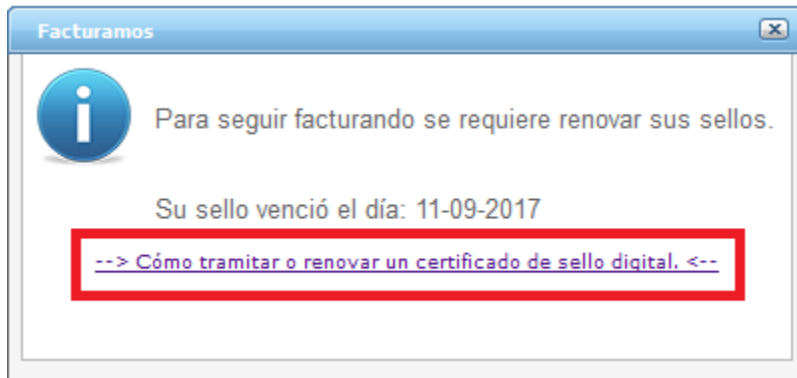 Facturamos
Para seguir facturando se requiere renovar sus sellos.
Su sello venció el día: 11-09-2017
--> Cómo tramitar o renovar un certificado de sello digital. <--